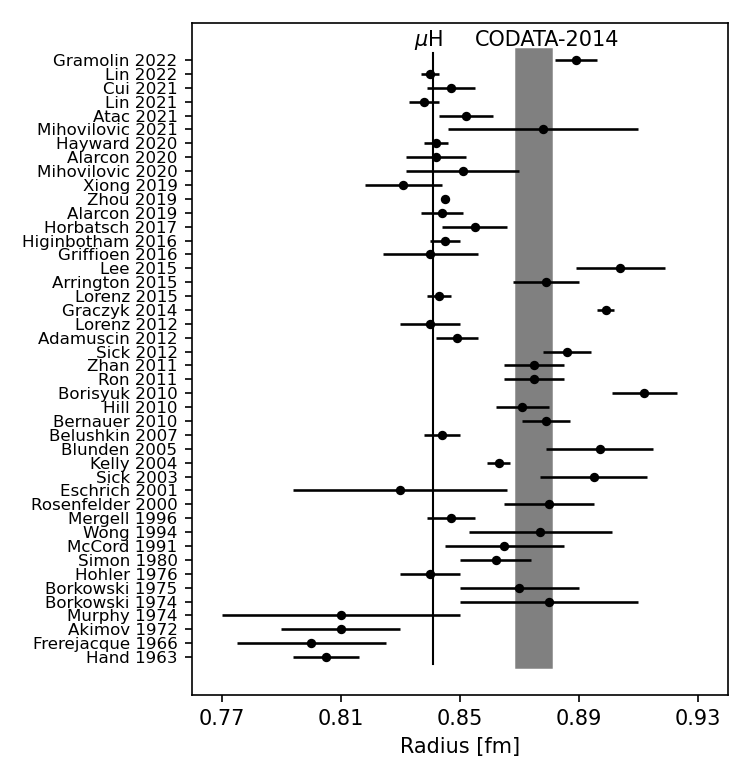 μH CODATA-2014
Gramolin 2022
Lin 2022
Cui 2021
Lin 2021
Atac 2021
Mihovilovic 2021
Hayward 2020
Alarcon 2020
Mihovilovic 2020
Xiong 2019
Zhou 2019
Alarcon 2019
Horbatsch 2017
Higinbotham 2016
Griffioen 2016
Lee 2015
Arrington 2015
Lorenz 2015
Graczyk 2014
Lorenz 2012
Adamuscin 2012
Sick 2012
Zhan 2011
Ron 2011
Borisyuk 2010
Hill 2010
Bernauer 2010
Belushkin 2007
Blunden 2005
Kelly 2004
Sick 2003
Eschrich 2001
Rosenfelder 2000
Mergell 1996
Wong 1994
McCord 1991
Simon 1980
Hohler 1976
Borkowski 1975
Borkowski 1974
Murphy 1974
Akimov 1972
Frerejacque 1966
Hand 1963
0.77 0.81 0.85 0.89 0.93
Radius [fm]